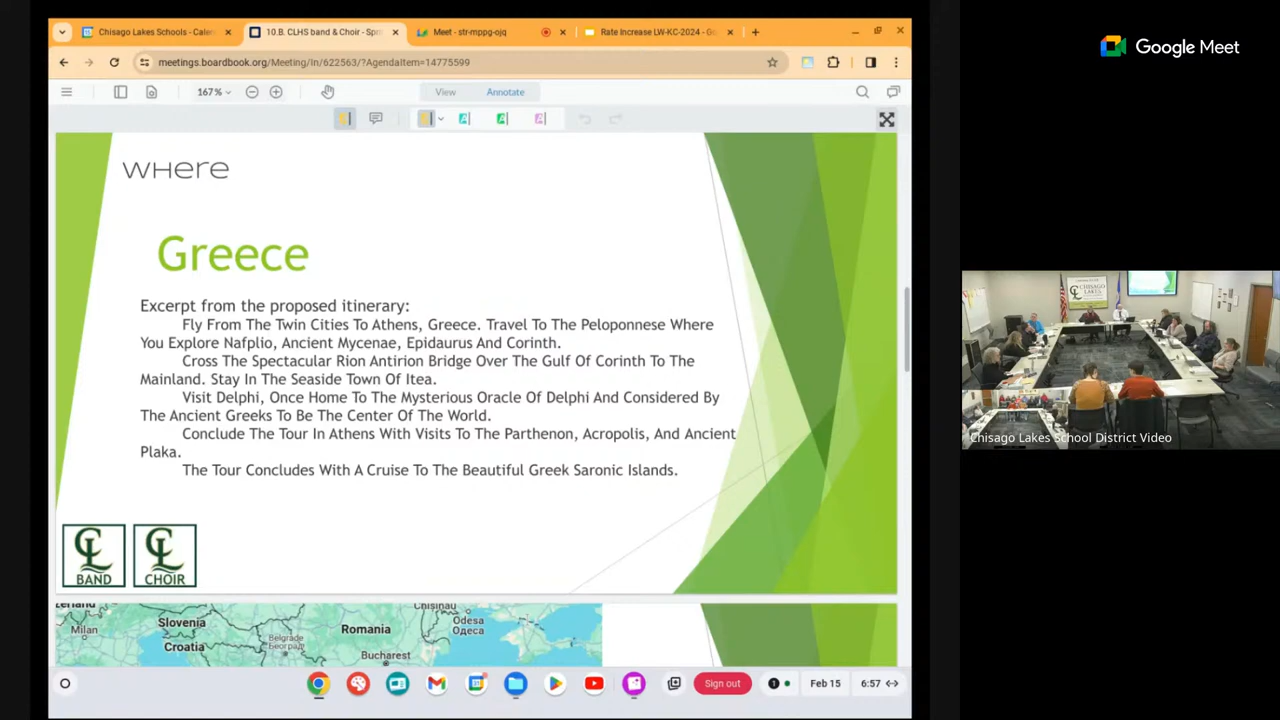 Chisago Lakes Schools - Calen
10.B. CLHS band & Choir - Spr
Meet - str-mppg-ojq
Rate Increase LW-KC-2024 - Go
meetings.boardbook.org/Meeting/In/622563/?AgendaItem=14775599
167%
View
Annotate
Google Meet
WHere
Greece
Excerpt from the proposed itinerary:
Fly From The Twin Cities To Athens, Greece. Travel To The Peloponnese Where
You Explore Nafplio, Ancient Mycenae, Epidaurus And Corinth.
Cross The Spectacular Rion Antirion Bridge Over The Gulf Of Corinth To The
Mainland. Stay In The Seaside Town Of Itea.
Visit Delphi, Once Home To The Mysterious Oracle Of Delphi And Considered By
The Ancient Greeks To Be The Center Of The World.
Conclude The Tour In Athens With Visits To The Parthenon, Acropolis, And Ancient
Plaka.
The Tour Concludes With A Cruise To The Beautiful Greek Saronic Islands.
CL
BAND
CL
CHOIR
CHISAGO
LAKES
Chisago Lakes School District Video
Milan
Slovenia
Croatia
Belgrade
Београд
Romania
Bucharest
Chișinău
Odesa
Одеса
Sign out
1
Feb 15
6:57